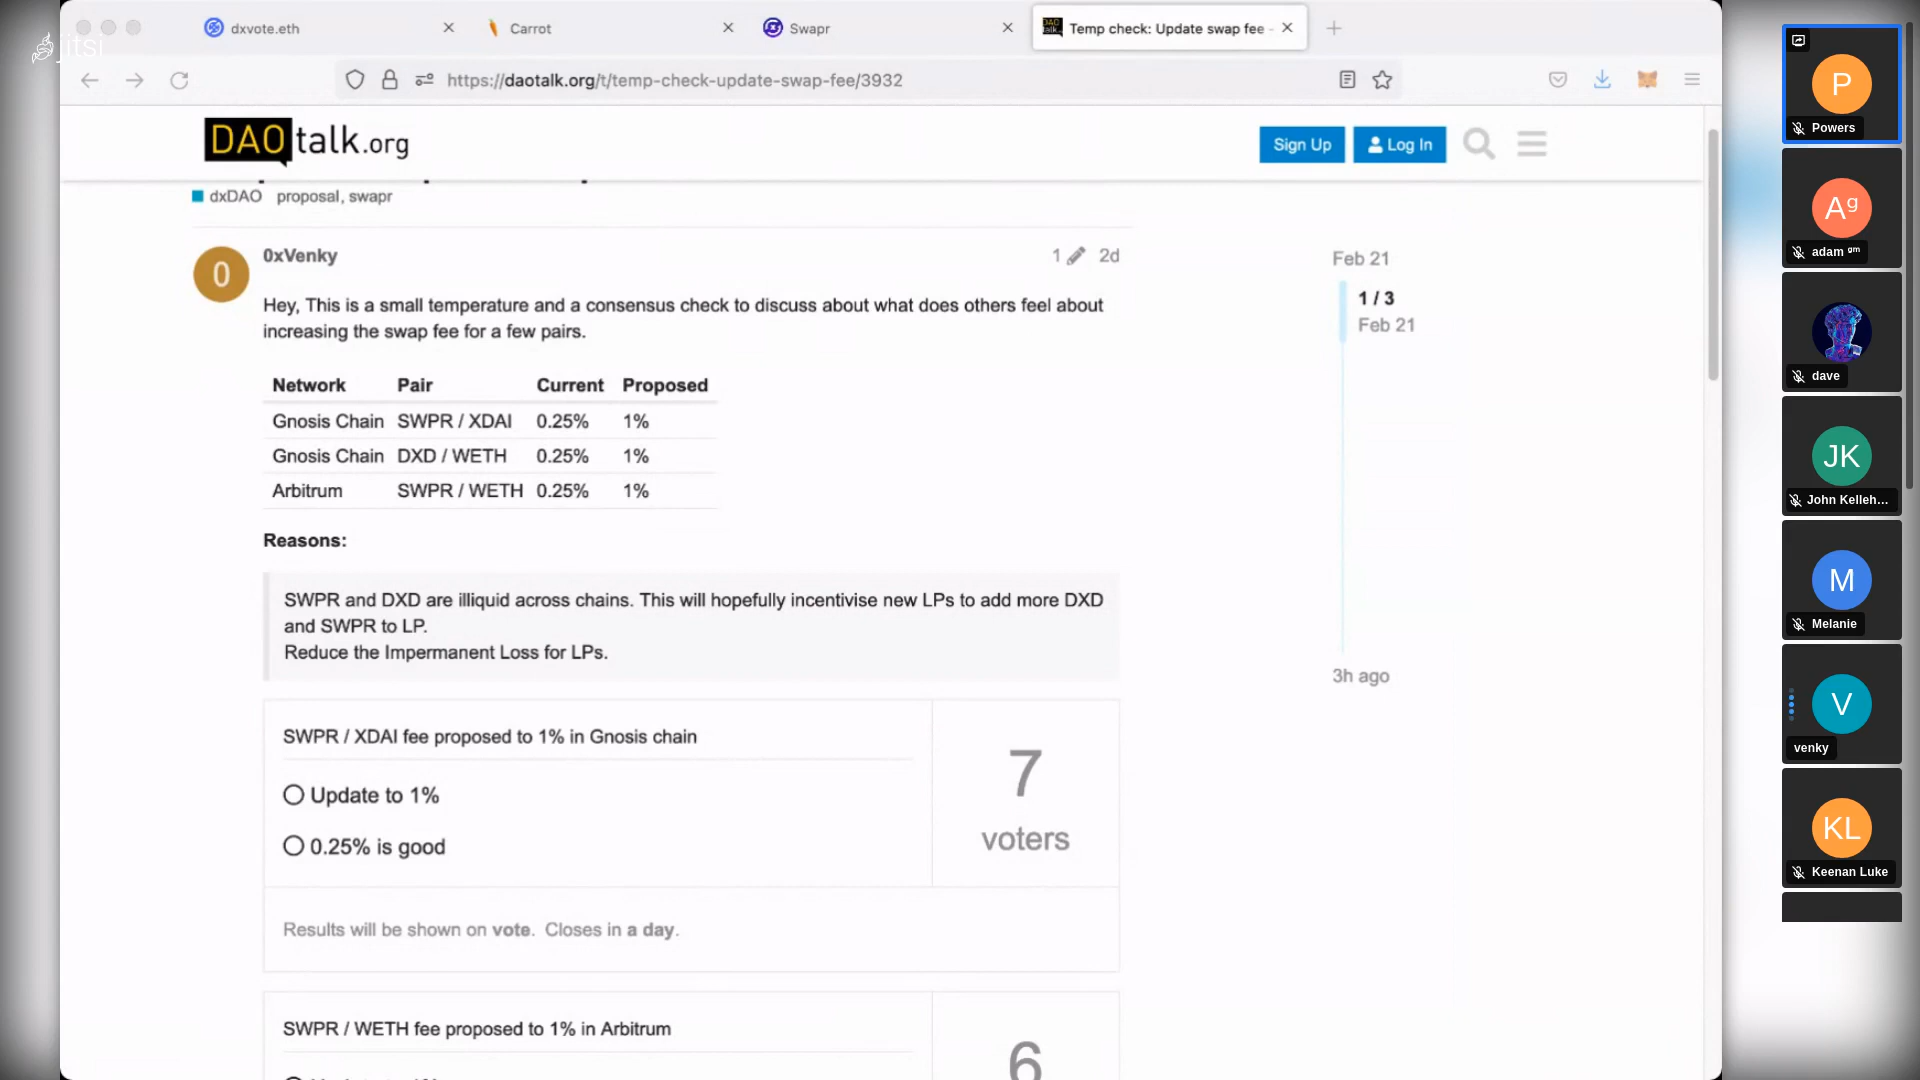 dxvote.eth
Carrot
Swapr
Temp check: Update swap fee -
jitsi
https://daotalk.org/t/temp-check-update-swap-fee/3932
DAOtalk.org
Sign Up
Log In
dxDAO proposal, swapr
0
0xVenky
1
2d
Hey, This is a small temperature and a consensus check to discuss about what does others feel about
increasing the swap fee for a few pairs.
Network Pair Current Proposed
Gnosis Chain SWPR / XDAI 0.25% 1%
Gnosis Chain DXD / WETH 0.25% 1%
Arbitrum SWPR / WETH 0.25% 1%
Reasons:
SWPR and DXD are illiquid across chains. This will hopefully incentivise new LPs to add more DXD
and SWPR to LP.
Reduce the Impermanent Loss for LPs.
SWPR / XDAI fee proposed to 1% in Gnosis chain
Update to 1%
0.25% is good
7
voters
Results will be shown on vote. Closes in a day.
SWPR / WETH fee proposed to 1% in Arbitrum
6
Feb 21
1 / 3
Feb 21
3h ago
P
Powers
Aᵍ
adam ᵍᵐ
dave
JK
John Kelleh...
M
Melanie
V
venky
KL
Keenan Luke